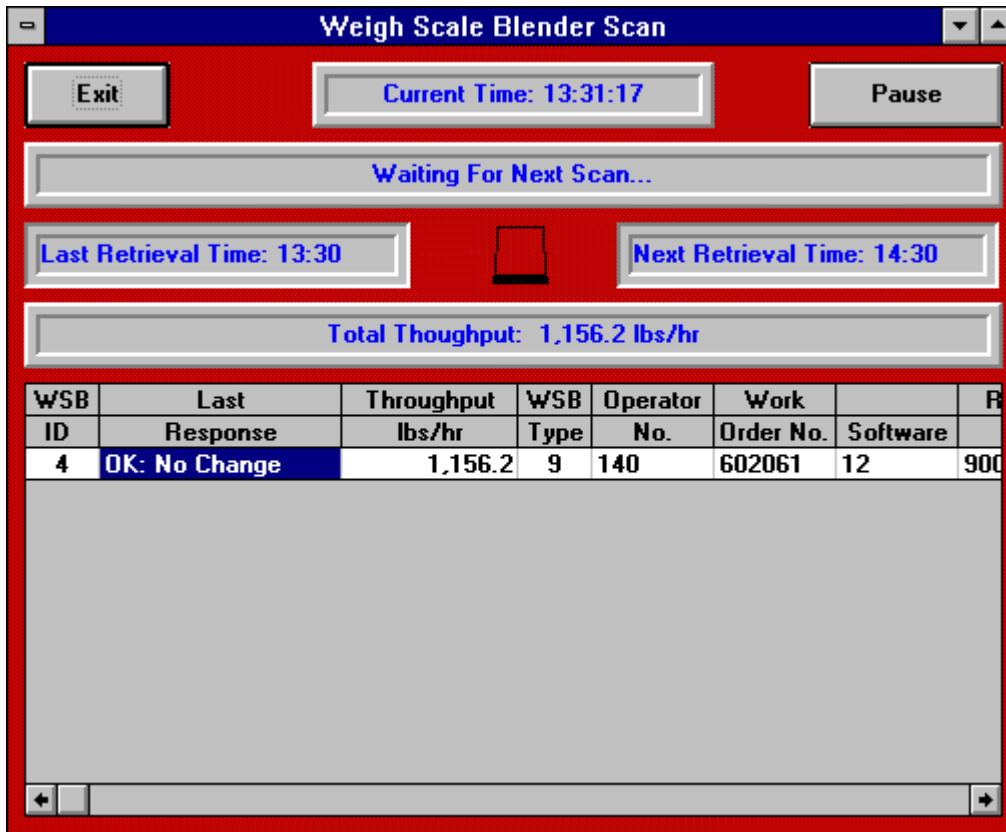 Weigh Scale Blender Scan
Exit
Current Time: 13:31:17
Pause
Waiting For Next Scan...
Last Retrieval Time: 13:30
Next Retrieval Time: 14:30
Total Thoughput: 1,156.2 lbs/hr
WSB Last Throughput WSB Operator Work R
ID Response lbs/hr Type No. Order No. Software
4 OK: No Change 1,156.2 9 140 602061 12 900